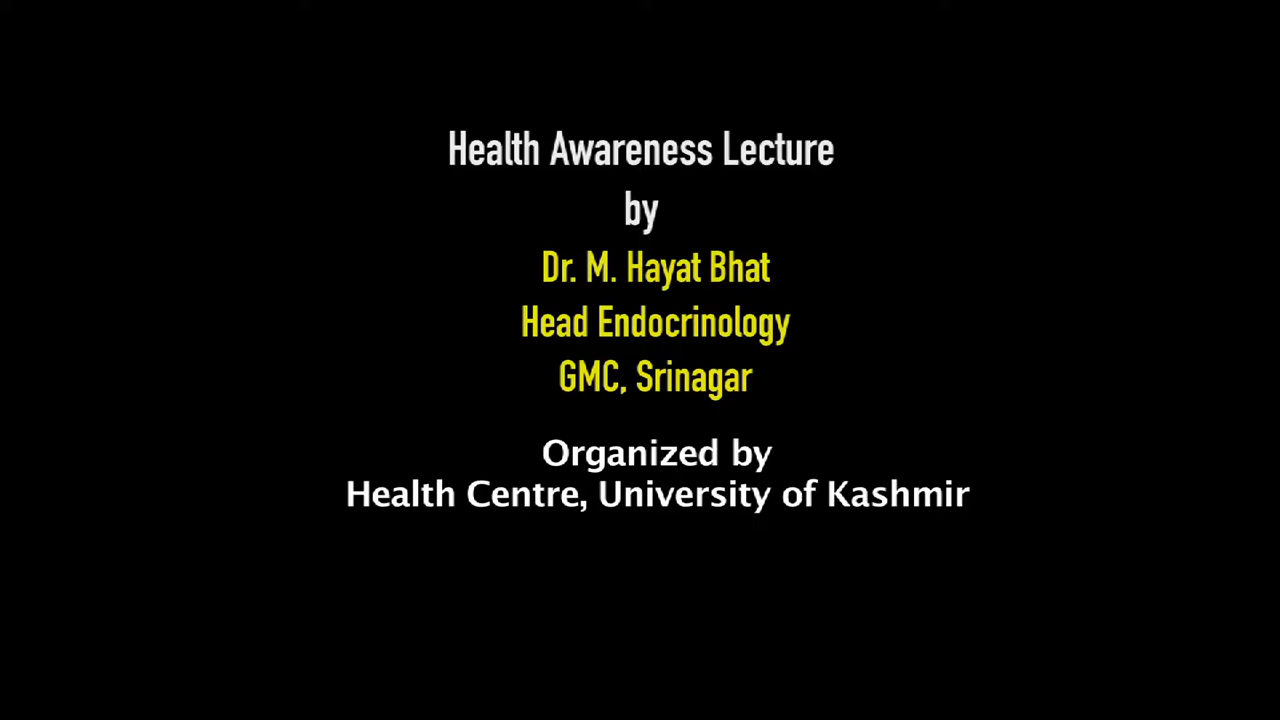 Health Awareness Lecture
by
Dr. M. Hayat Bhat
Head Endocrinology
GMC, Srinagar
Organized by
Health Centre, University of Kashmir